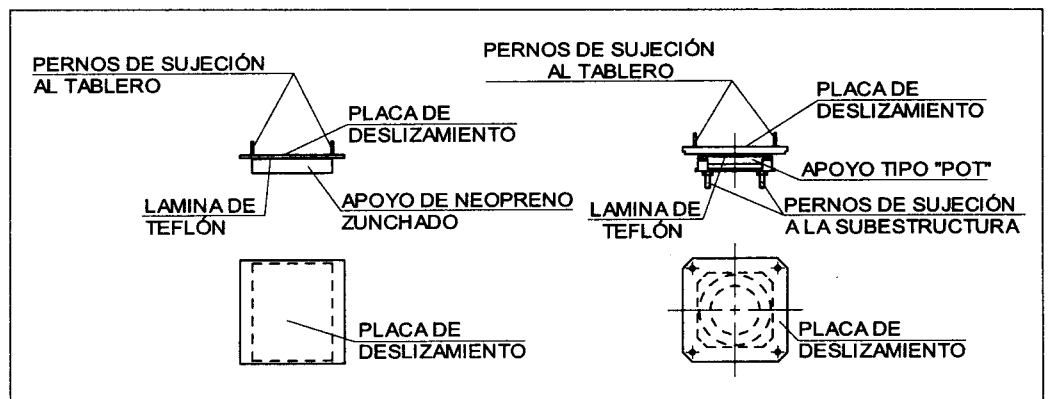 PERNOS DE SUJECIÓN
AL TABLERO
PLACA DE
DESLIZAMIENTO
LAMINA DE
TEFLÓN
APOYO DE NEOPRENO
ZUNCHADO
PLACA DE
DESLIZAMIENTO
PERNOS DE SUJECIÓN
AL TABLERO
PLACA DE
DESLIZAMIENTO
APOYO TIPO "POT"
LAMINA DE
TEFLÓN
PERNOS DE SUJECIÓN
A LA SUBESTRUCTURA
PLACA DE
DESLIZAMIENTO